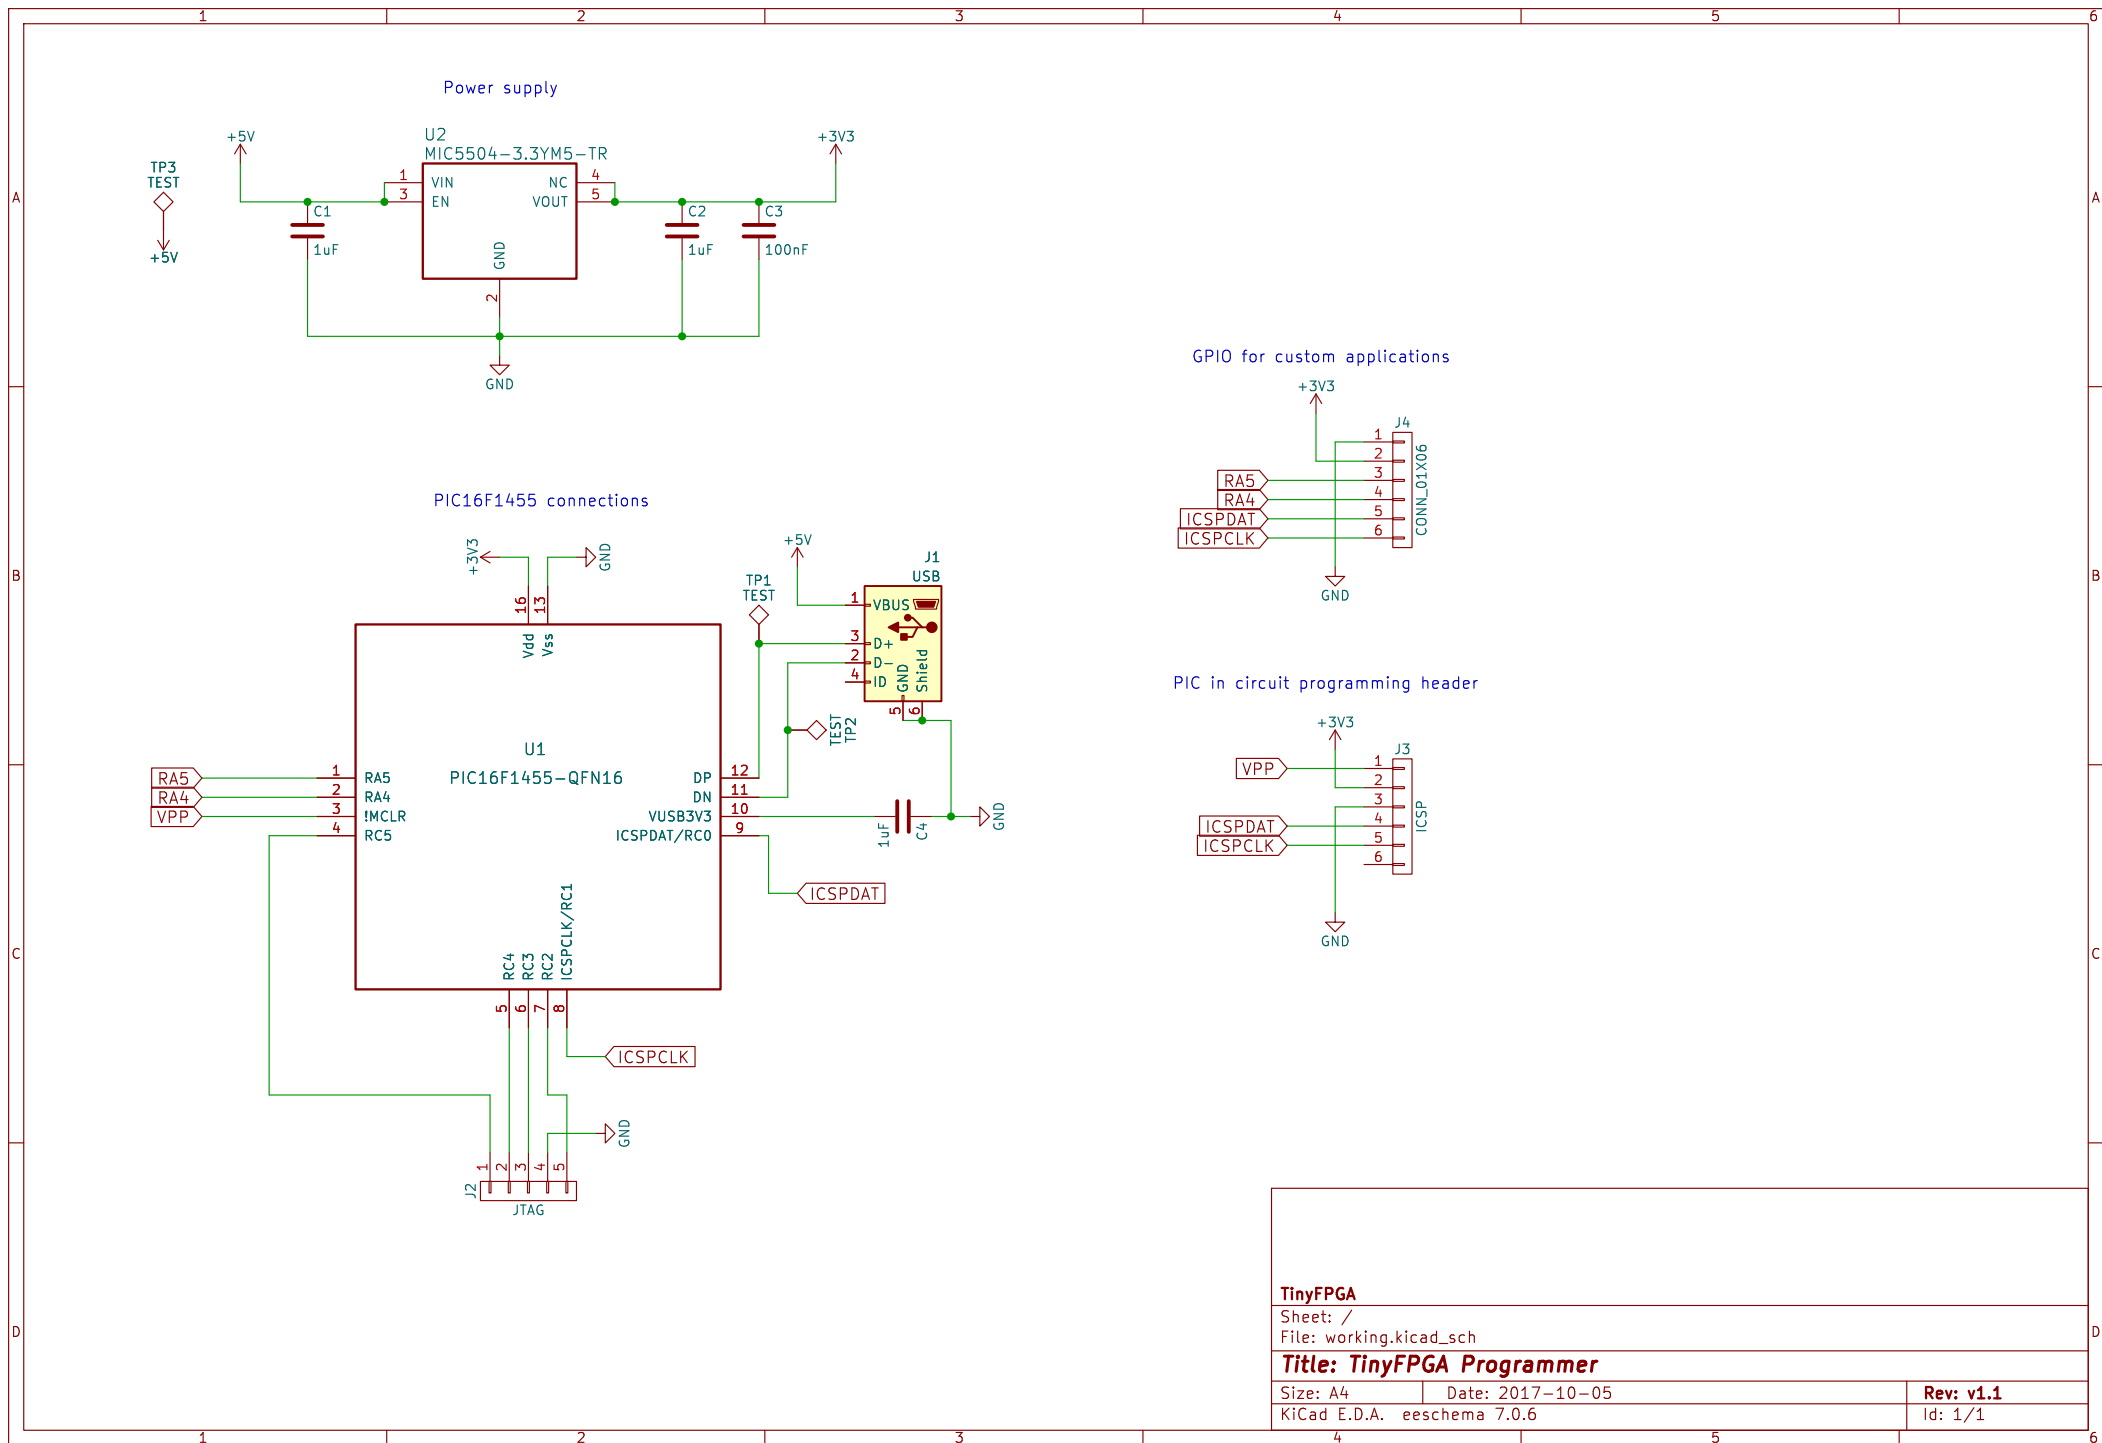 1 2 3 4 5 6
A A
B B
C C
D D
Power supply
+5V
TP3
TEST
+5V
U2
MIC5504-3.3YM5-TR
1 VIN
3 EN
NC 4
VOUT 5
GND
2
C1
1uF
C2
1uF
C3
100nF
+3V3
GND
PIC16F1455 connections
+3V3
GND
16 13
Vdd Vss
U1
PIC16F1455-QFN16
RA5 1 RA5
RA4 2 RA4
VPP 3 !MCLR
4 RC5
DP 12
DN 11
VUSB3V3 10
ICSPDAT/RC0 9
RC4 RC3 RC2 ICSPCLK/RC1
5 6 7 8
ICSPCLK
ICSPDAT
GND
1 2 3 4 5
J2
JTAG
+5V
TP1
TEST
J1
USB
1 VBUS
3 D+
2 D-
4 ID
GND Shield
5 6
TEST
TP2
1uF
C4
GND
GPIO for custom applications
+3V3
J4
1
2
RA5 3
RA4 4
ICSPDAT 5
ICSPCLK 6
CONN_01X06
GND
PIC in circuit programming header
+3V3
J3
VPP 1
2
3
ICSPDAT 4
ICSPCLK 5
6
ICSP
GND
TinyFPGA
Sheet: /
File: working.kicad_sch
Title: TinyFPGA Programmer
Size: A4 Date: 2017-10-05 Rev: v1.1
KiCad E.D.A. eeschema 7.0.6 Id: 1/1
1 2 3 4 5 6